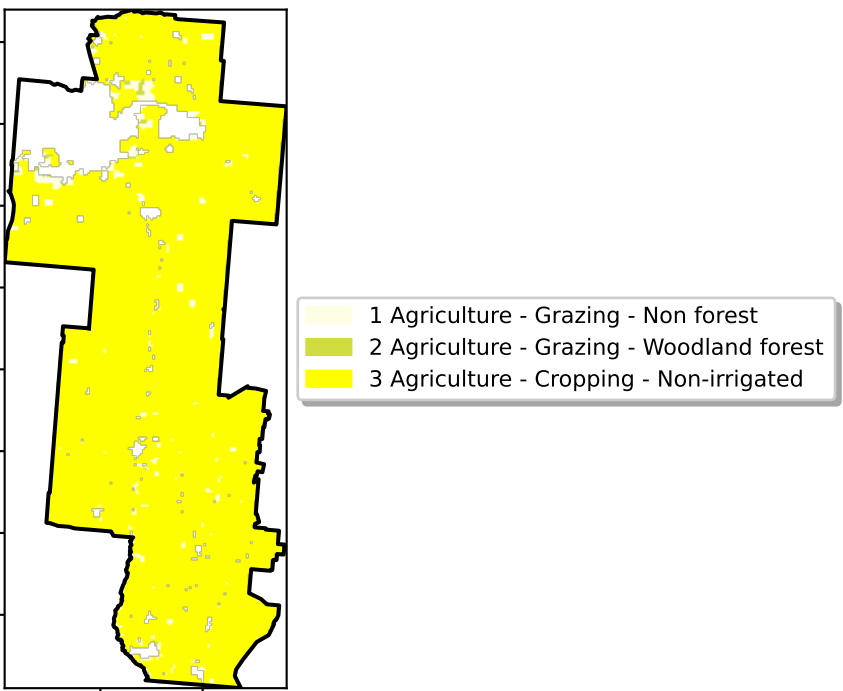 1 Agriculture - Grazing - Non forest
2 Agriculture - Grazing - Woodland forest
3 Agriculture - Cropping - Non-irrigated